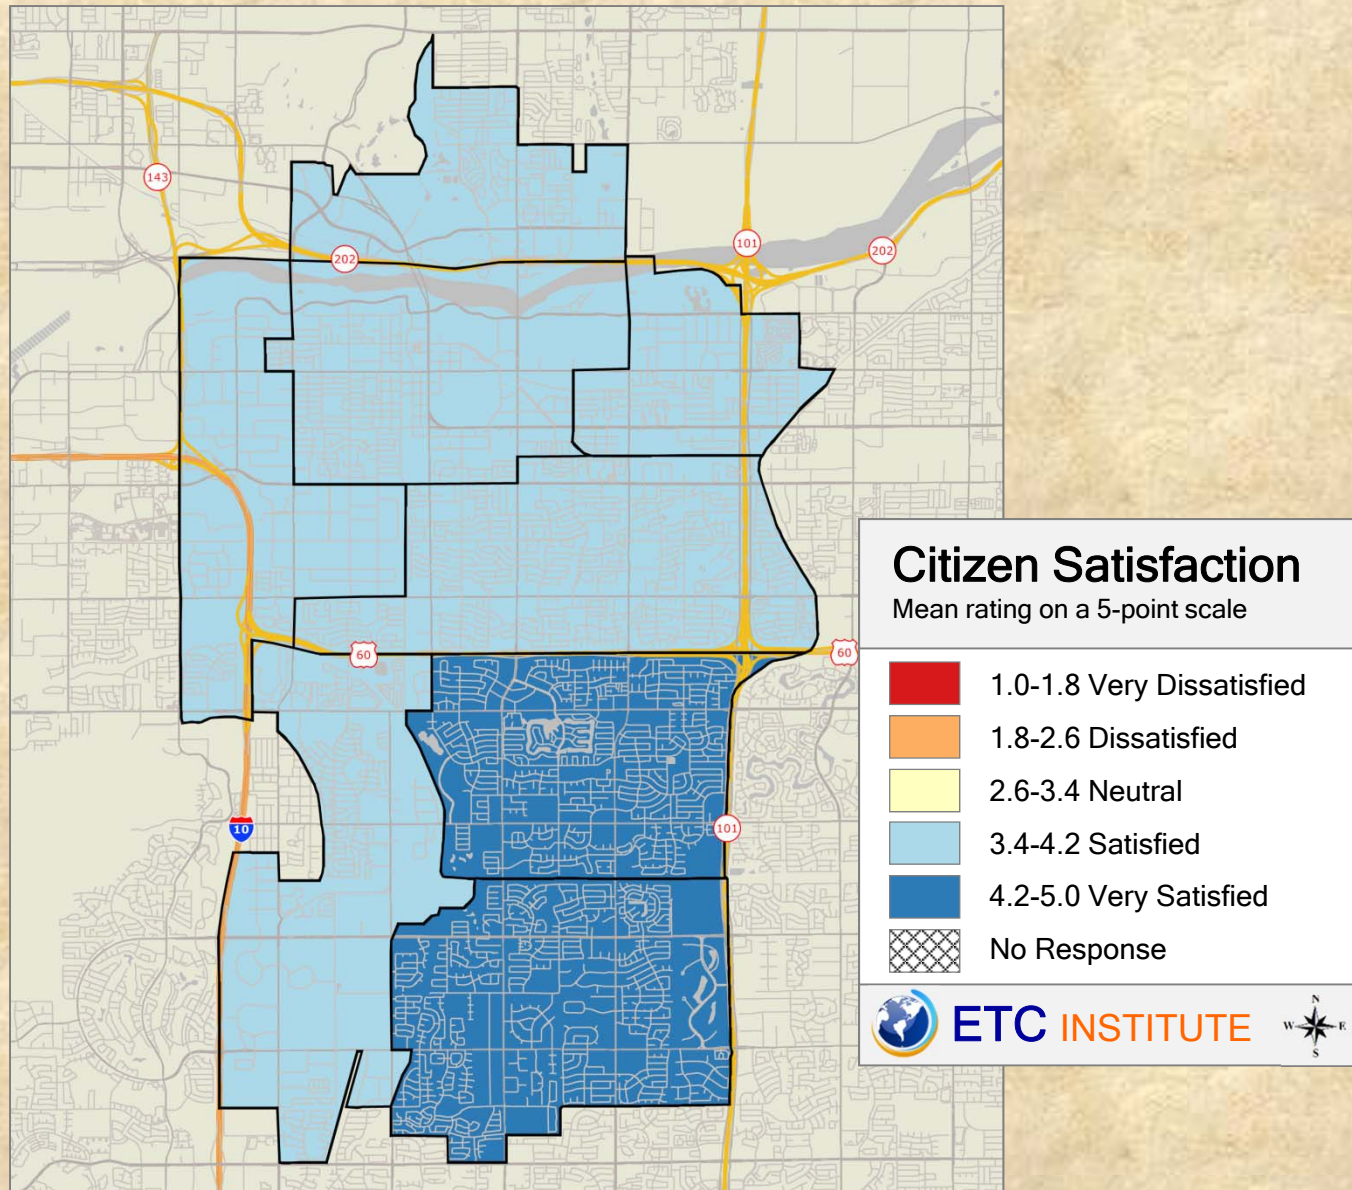 143
202
101
202
60
60
10
101
Citizen Satisfaction
Mean rating on a 5-point scale
1.0-1.8 Very Dissatisfied
1.8-2.6 Dissatisfied
2.6-3.4 Neutral
3.4-4.2 Satisfied
4.2-5.0 Very Satisfied
No Response
ETC INSTITUTE
N
W E
S